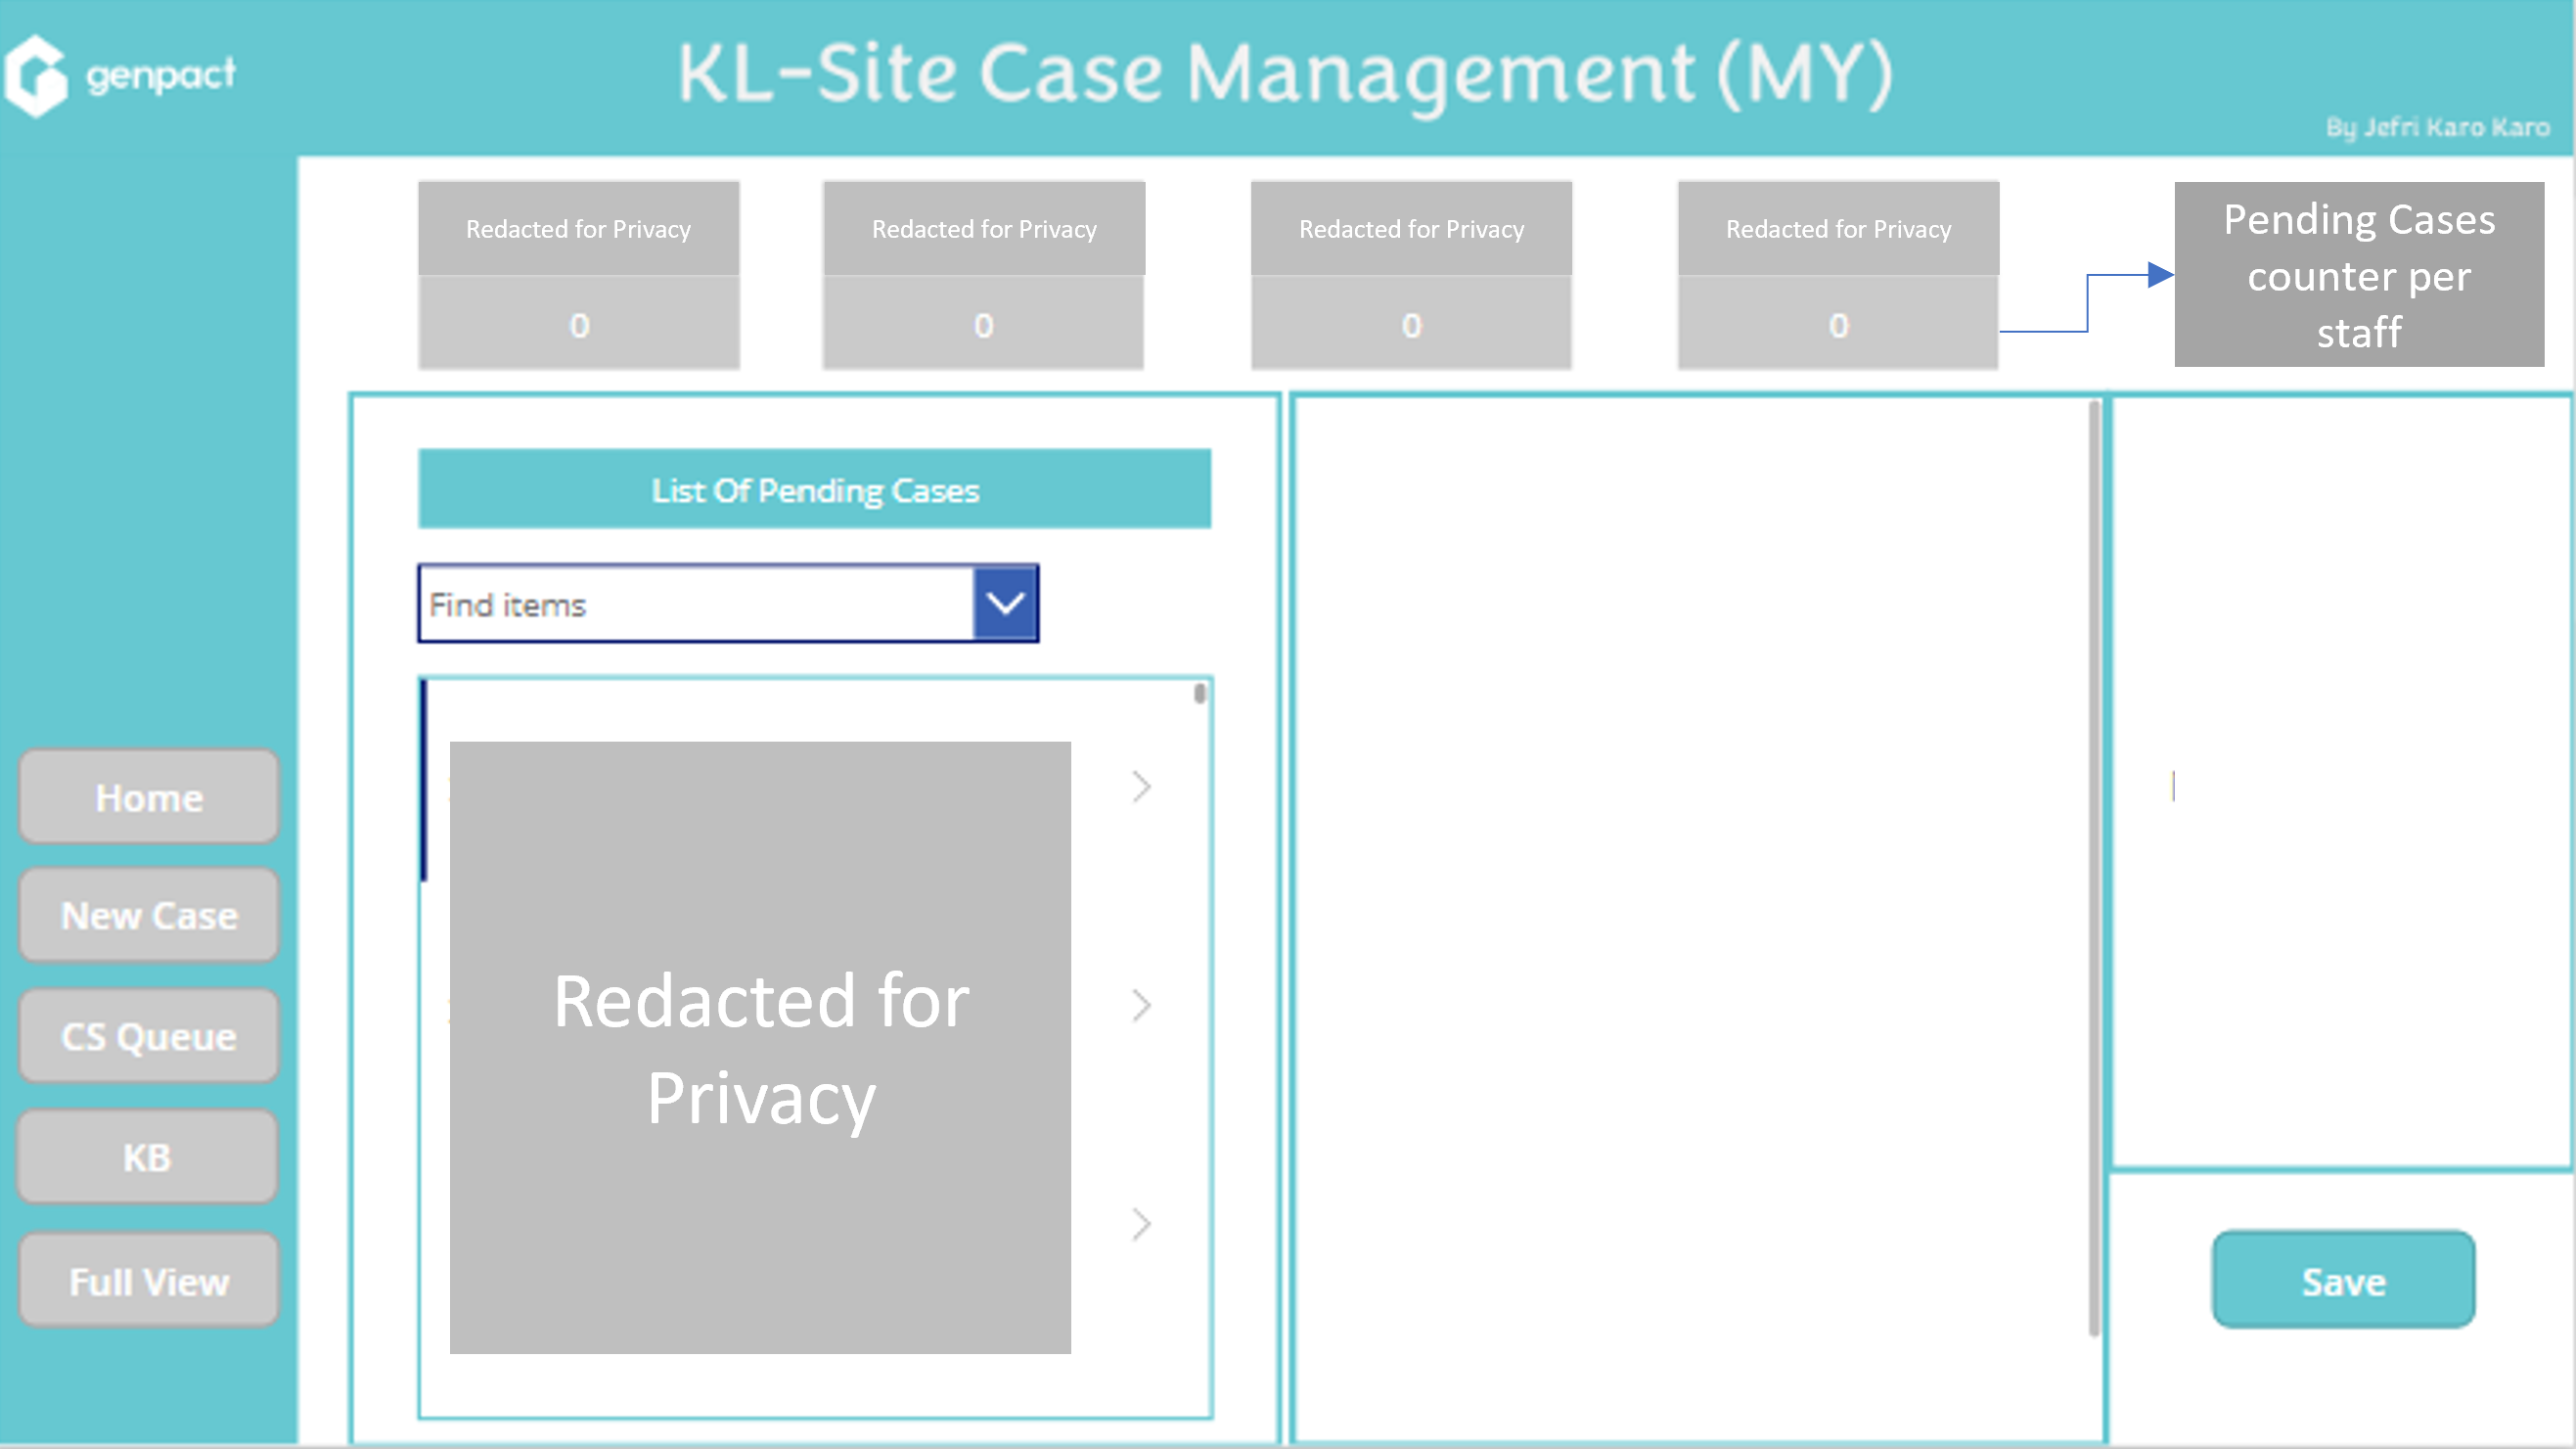 genpact
KL-Site Case Management (MY)
By Jefri Karo Karo
Redacted for Privacy
Redacted for Privacy
Redacted for Privacy
Redacted for Privacy
0
0
0
0
Pending Cases
counter per
staff
List Of Pending Cases
Find items
Redacted for
Privacy
Home
New Case
CS Queue
KB
Full View
Save